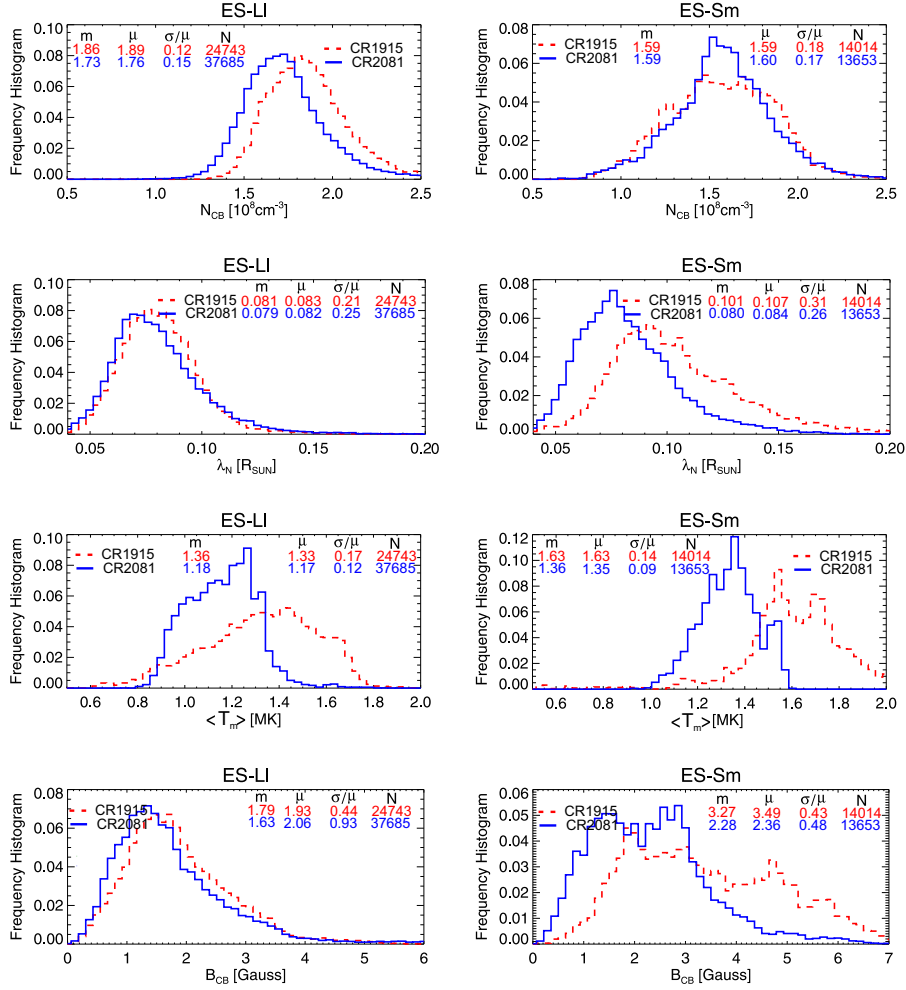 ES-LI
Frequency Histogram
0.10
0.08
0.06
0.04
0.02
0.00
m μ σ/μ N
1.86 1.89 0.12 24743 CR1915
1.73 1.76 0.15 37685 CR2081
0.5 1.0 1.5 2.0 2.5
N_CB [10^8cm^-3]
ES-Sm
Frequency Histogram
0.08
0.06
0.04
0.02
0.00
m μ σ/μ N
CR1915 1.59 1.59 0.18 14014
CR2081 1.59 1.60 0.17 13653
0.5 1.0 1.5 2.0 2.5
N_CB [10^8cm^-3]
ES-LI
Frequency Histogram
0.10
0.08
0.06
0.04
0.02
0.00
m μ σ/μ N
CR1915 0.081 0.083 0.21 24743
CR2081 0.079 0.082 0.25 37685
0.05 0.10 0.15 0.20
λ_N [R_SUN]
ES-Sm
Frequency Histogram
0.08
0.06
0.04
0.02
0.00
m μ σ/μ N
CR1915 0.101 0.107 0.31 14014
CR2081 0.080 0.084 0.26 13653
0.05 0.10 0.15 0.20
λ_N [R_SUN]
ES-LI
Frequency Histogram
0.10
0.08
0.06
0.04
0.02
0.00
m μ σ/μ N
CR1915 1.36 1.33 0.17 24743
CR2081 1.18 1.17 0.12 37685
0.6 0.8 1.0 1.2 1.4 1.6 1.8 2.0
<T_m> [MK]
ES-Sm
Frequency Histogram
0.12
0.10
0.08
0.06
0.04
0.02
0.00
m μ σ/μ N
1.63 1.63 0.14 14014 CR1915
1.36 1.35 0.09 13653 CR2081
0.6 0.8 1.0 1.2 1.4 1.6 1.8 2.0
<T_m> [MK]
ES-LI
Frequency Histogram
0.08
0.06
0.04
0.02
0.00
m μ σ/μ N
CR1915 1.79 1.93 0.44 24743
CR2081 1.63 2.06 0.93 37685
0 1 2 3 4 5 6
B_CB [Gauss]
ES-Sm
Frequency Histogram
0.06
0.05
0.04
0.03
0.02
0.01
0.00
m μ σ/μ N
CR1915 3.27 3.49 0.43 14014
CR2081 2.28 2.36 0.48 13653
0 1 2 3 4 5 6 7
B_CB [Gauss]